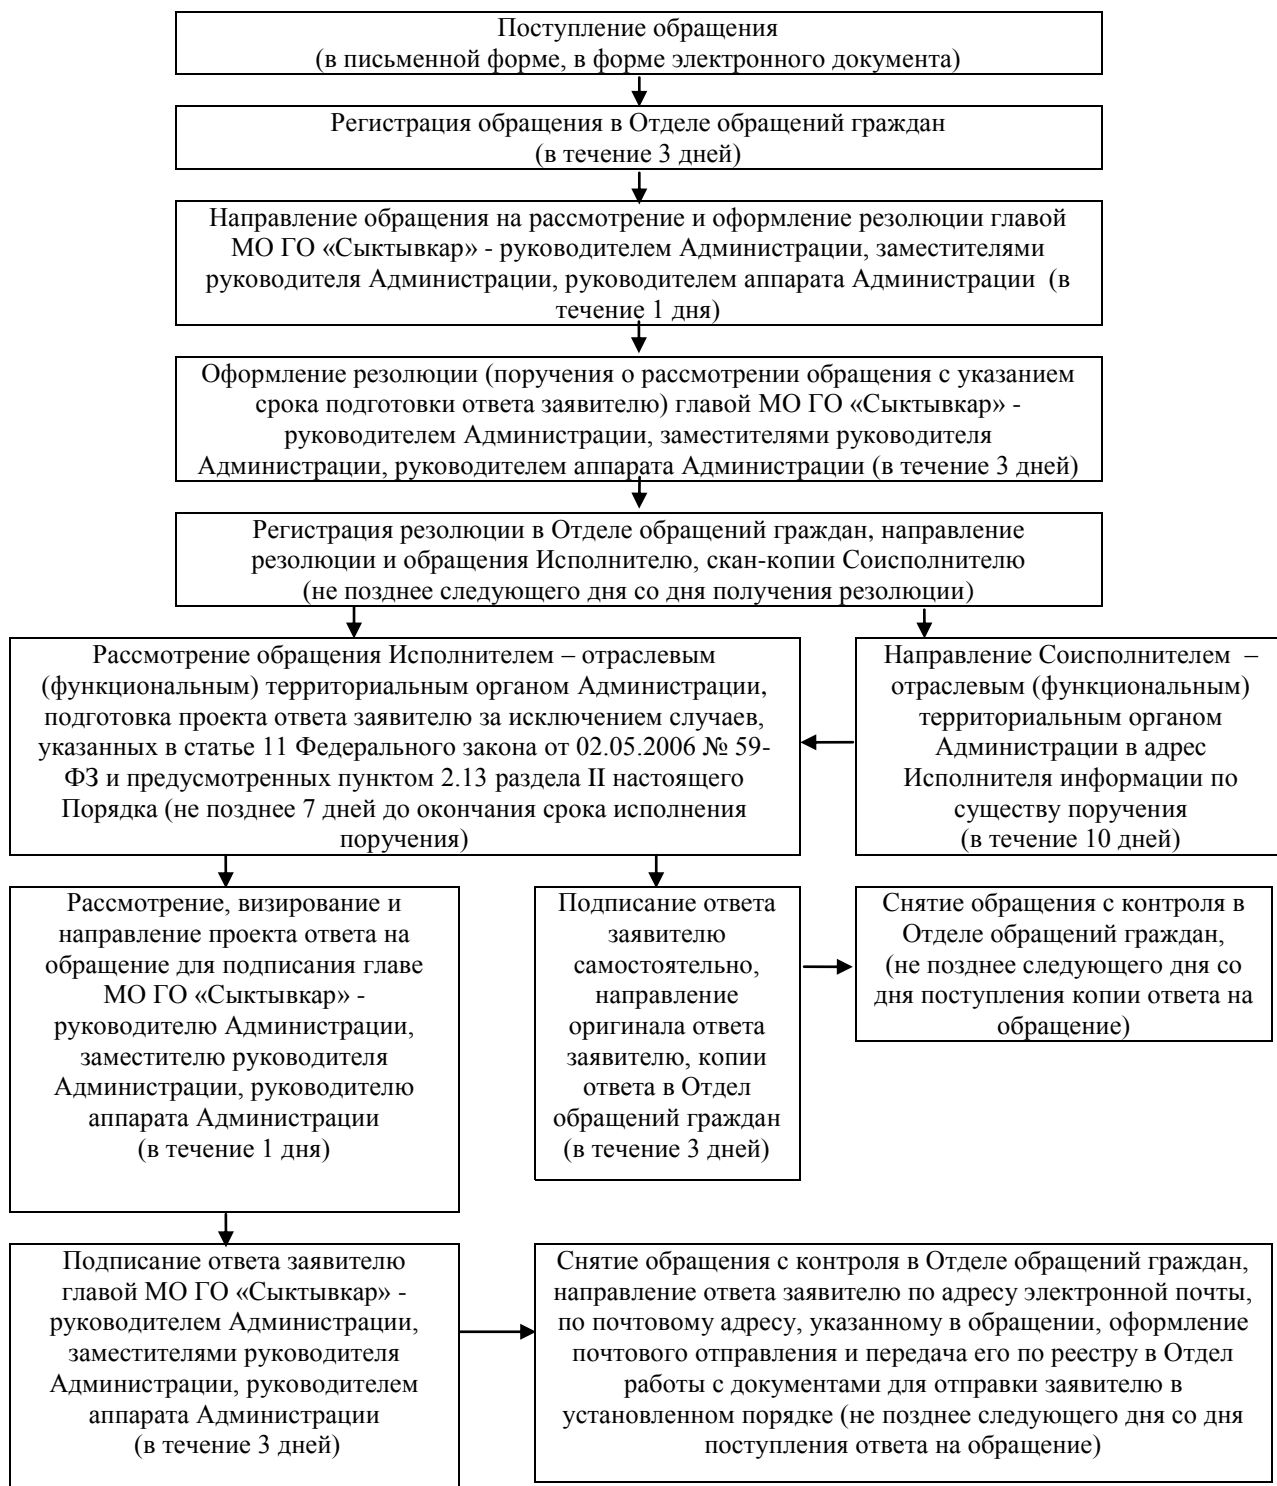 Поступление обращения
(в письменной форме, в форме электронного документа)
Регистрация обращения в Отделе обращений граждан
(в течение 3 дней)
Направление обращения на рассмотрение и оформление резолюции главой
МО ГО «Сыктывкар» - руководителем Администрации, заместителями
руководителя Администрации, руководителем аппарата Администрации (в
течение 1 дня)
Оформление резолюции (поручения о рассмотрении обращения с указанием
срока подготовки ответа заявителю) главой МО ГО «Сыктывкар» -
руководителем Администрации, заместителями руководителя
Администрации, руководителем аппарата Администрации (в течение 3 дней)
Регистрация резолюции в Отделе обращений граждан, направление
резолюции и обращения Исполнителю, скан-копии Соисполнителю
(не позднее следующего дня со дня получения резолюции)
Рассмотрение обращения Исполнителем – отраслевым
(функциональным) территориальным органом Администрации,
подготовка проекта ответа заявителю за исключением случаев,
указанных в статье 11 Федерального закона от 02.05.2006 № 59-
ФЗ и предусмотренных пунктом 2.13 раздела II настоящего
Порядка (не позднее 7 дней до окончания срока исполнения
поручения)
Направление Соисполнителем –
отраслевым (функциональным)
территориальным органом
Администрации в адрес
Исполнителя информации по
существу поручения
(в течение 10 дней)
Рассмотрение, визирование и
направление проекта ответа на
обращение для подписания главе
МО ГО «Сыктывкар» -
руководителю Администрации,
заместителю руководителя
Администрации, руководителю
аппарата Администрации
(в течение 1 дня)
Подписание ответа
заявителю
самостоятельно,
направление
оригинала ответа
заявителю, копии
ответа в Отдел
обращений граждан
(в течение 3 дней)
Снятие обращения с контроля в
Отделе обращений граждан,
(не позднее следующего дня со
дня поступления копии ответа на
обращение)
Подписание ответа заявителю
главой МО ГО «Сыктывкар» -
руководителем Администрации,
заместителями руководителя
Администрации, руководителем
аппарата Администрации
(в течение 3 дней)
Снятие обращения с контроля в Отделе обращений граждан,
направление ответа заявителю по адресу электронной почты,
по почтовому адресу, указанному в обращении, оформление
почтового отправления и передача его по реестру в Отдел
работы с документами для отправки заявителю в
установленном порядке (не позднее следующего дня со дня
поступления ответа на обращение)